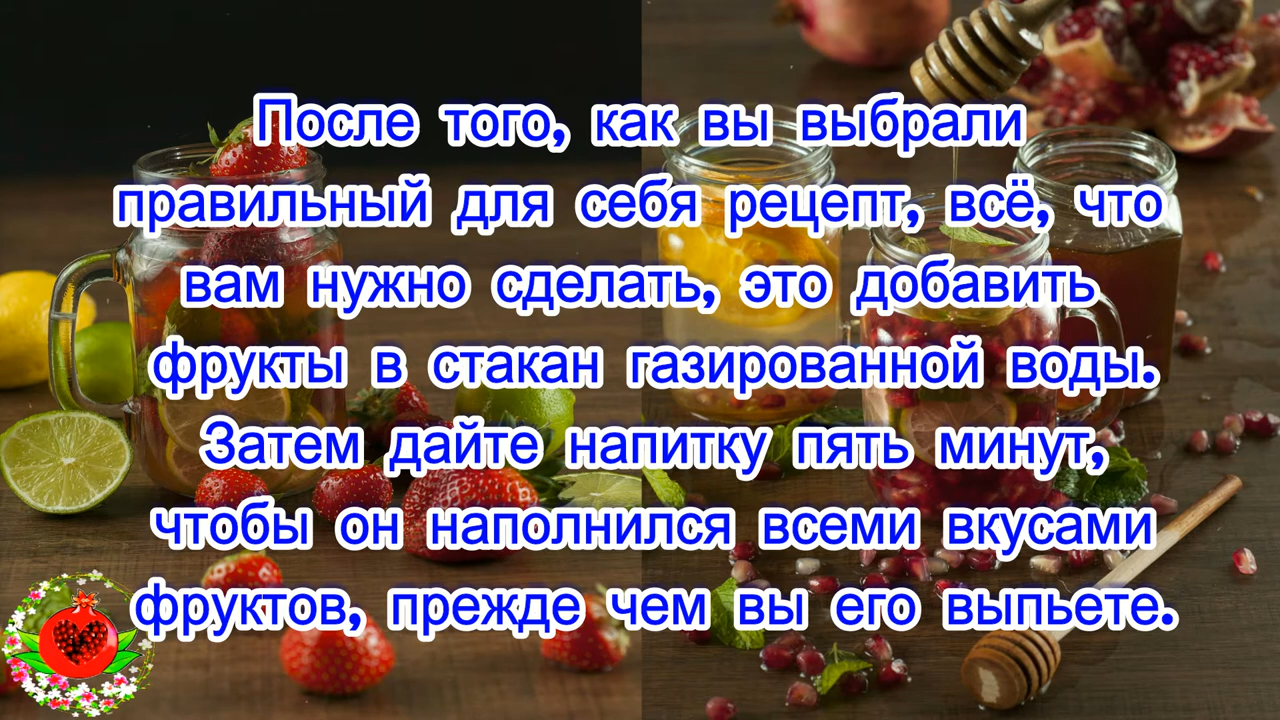 После того, как вы выбрали
правильный для себя рецепт, всё, что
вам нужно сделать, это добавить
фрукты в стакан газированной воды.
Затем дайте напитку пять минут,
чтобы он наполнился всеми вкусами
фруктов, прежде чем вы его выпьете.